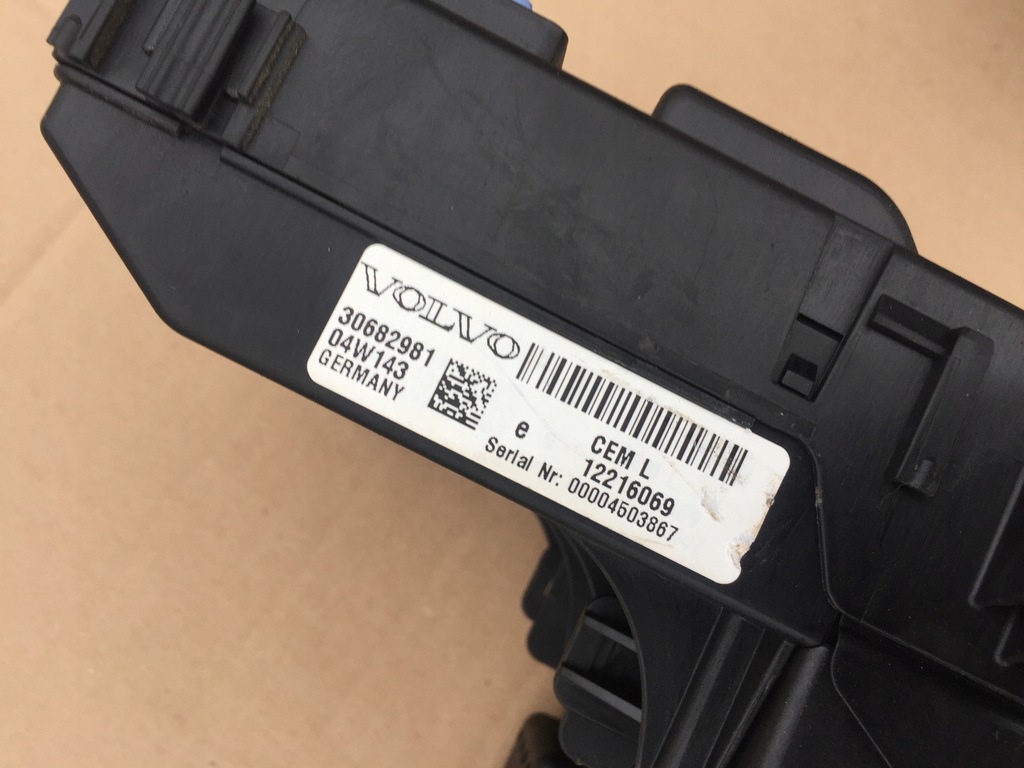 VOLVO
30682981
04W143
GERMANY
e
CEM L
12216069
Serial Nr: 00004503867